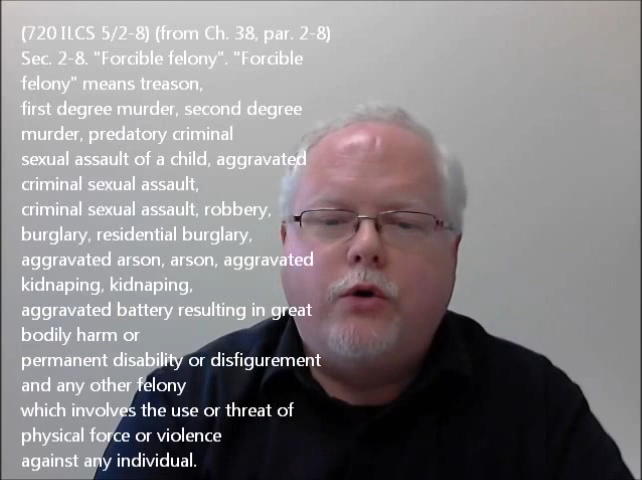 (720 ILCS 5/2-8) (from Ch. 38, par. 2-8)
Sec. 2-8. "Forcible felony". "Forcible
felony" means treason,
first degree murder, second degree
murder, predatory criminal
sexual assault of a child, aggravated
criminal sexual assault,
criminal sexual assault, robbery,
burglary, residential burglary,
aggravated arson, arson, aggravated
kidnaping, kidnaping,
aggravated battery resulting in great
bodily harm or
permanent disability or disfigurement
and any other felony
which involves the use or threat of
physical force or violence
against any individual.